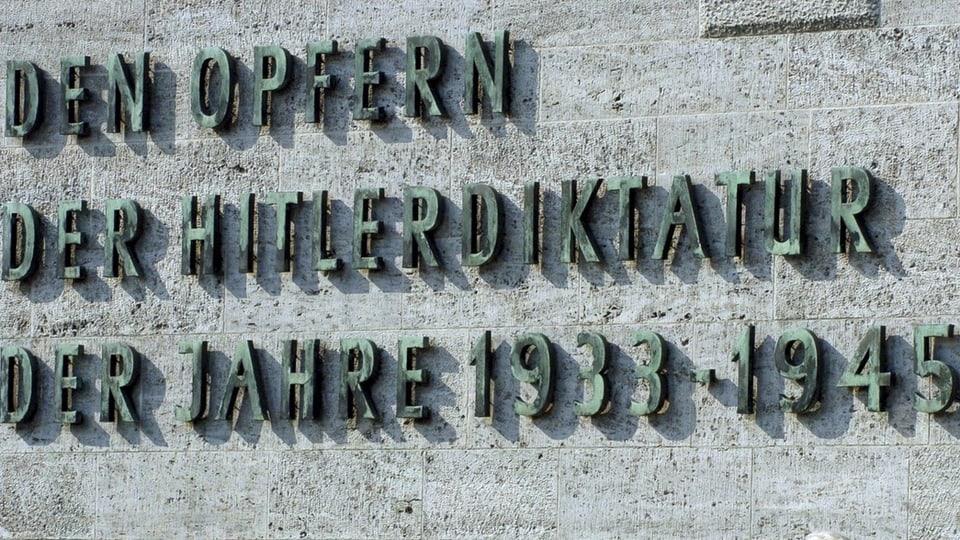 DEN OPFERN
DER HITLERDIKTATUR
DER JAHRE 1933-1945